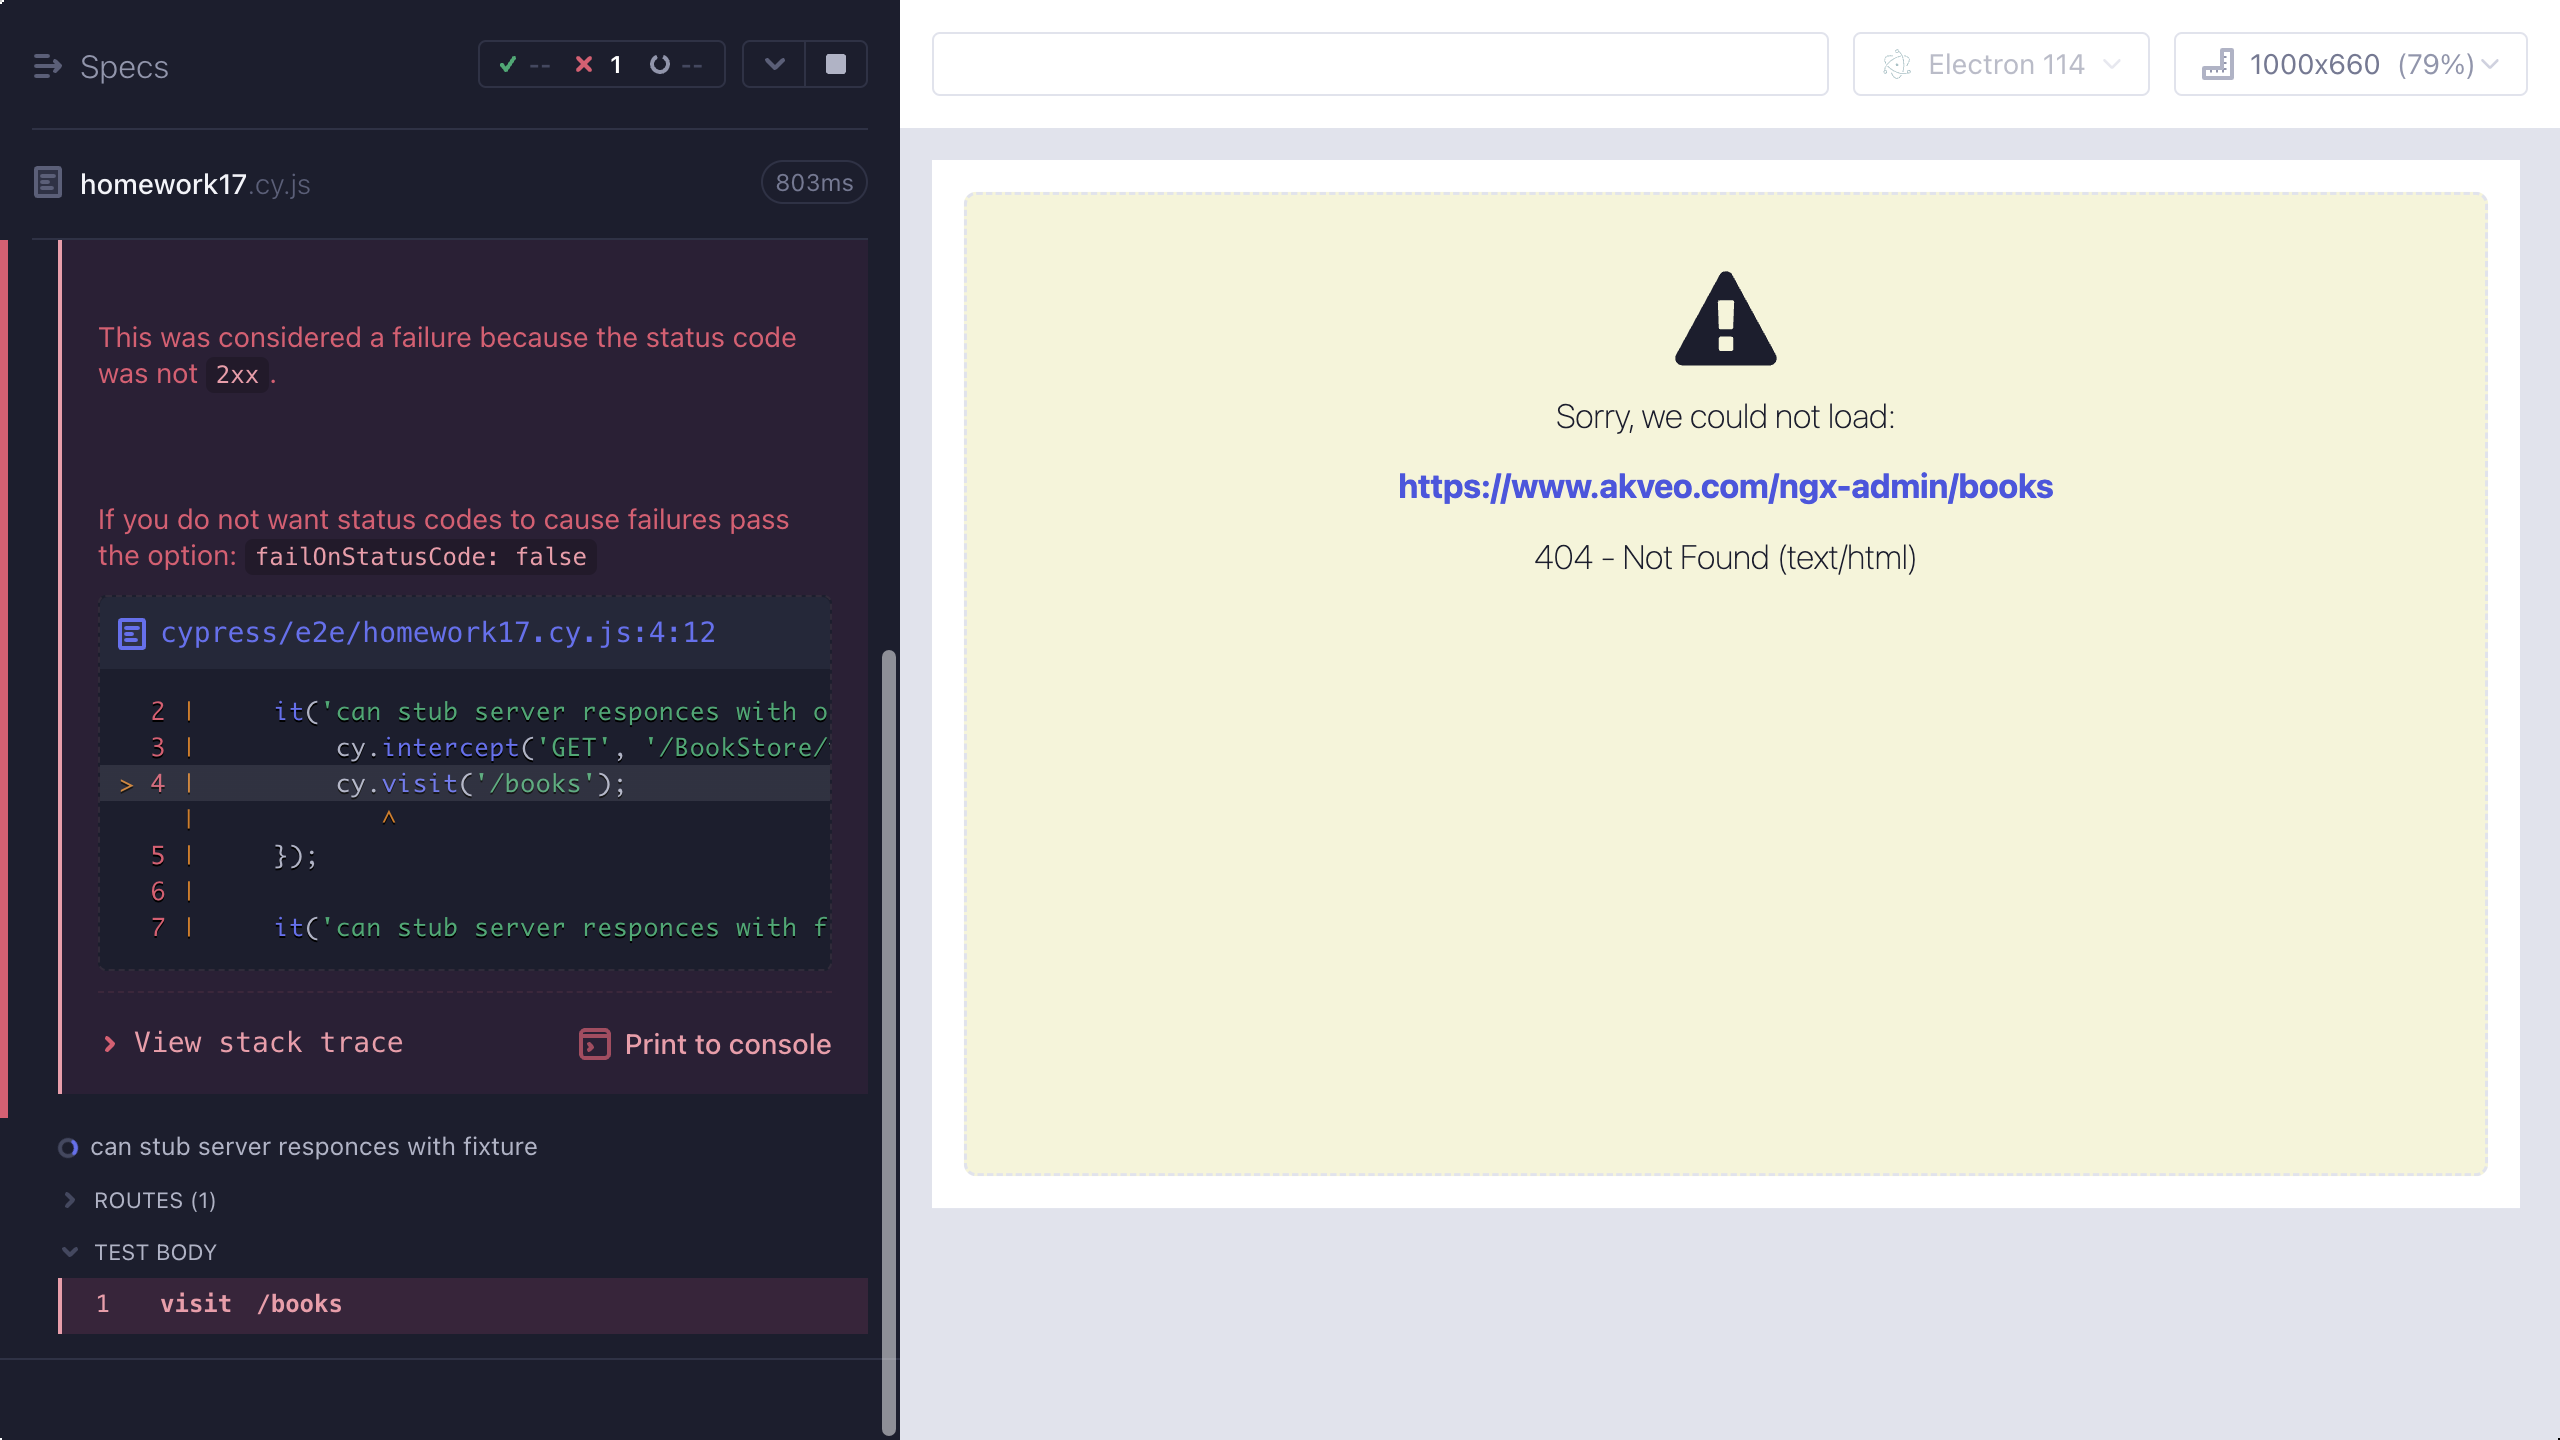 Specs
-- 1 --
homework17.cy.js 803ms
This was considered a failure because the status code
was not 2xx.
If you do not want status codes to cause failures pass
the option: failOnStatusCode: false
cypress/e2e/homework17.cy.js:4:12
2 | it('can stub server responces with o
3 | cy.intercept('GET', '/BookStore/
> 4 | cy.visit('/books');
| ^
5 | });
6 |
7 | it('can stub server responces with f
View stack trace
Print to console
can stub server responces with fixture
ROUTES (1)
TEST BODY
1 visit /books
Electron 114
1000x660 (79%)
Sorry, we could not load:
https://www.akveo.com/ngx-admin/books
404 - Not Found (text/html)